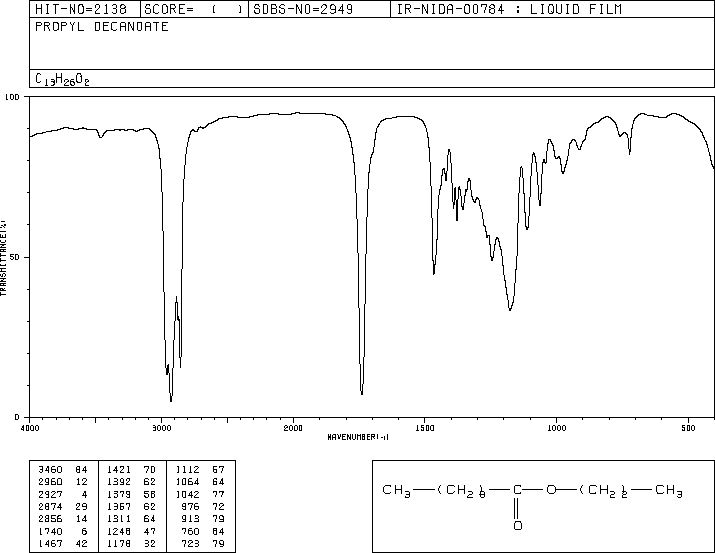 HIT-NO=2138 SCORE= ( ) SDBS-NO=2949 IR-NIDA-00784 : LIQUID FILM
PROPYL DECANOATE
C13H26O2
100
50
0
TRANSMITTANCE(%)
4000 3000 2000 1500 1000 500
WAVENUMBER(-1)
3460 84 1421 70 1112 57
2960 12 1392 62 1064 64
2927 4 1379 58 1042 77
2874 29 1357 62 976 72
2856 14 1311 64 913 79
1740 6 1248 47 760 84
1467 42 1178 32 723 79
CH3—(CH2)8—C—O—(CH2)2—CH3
O